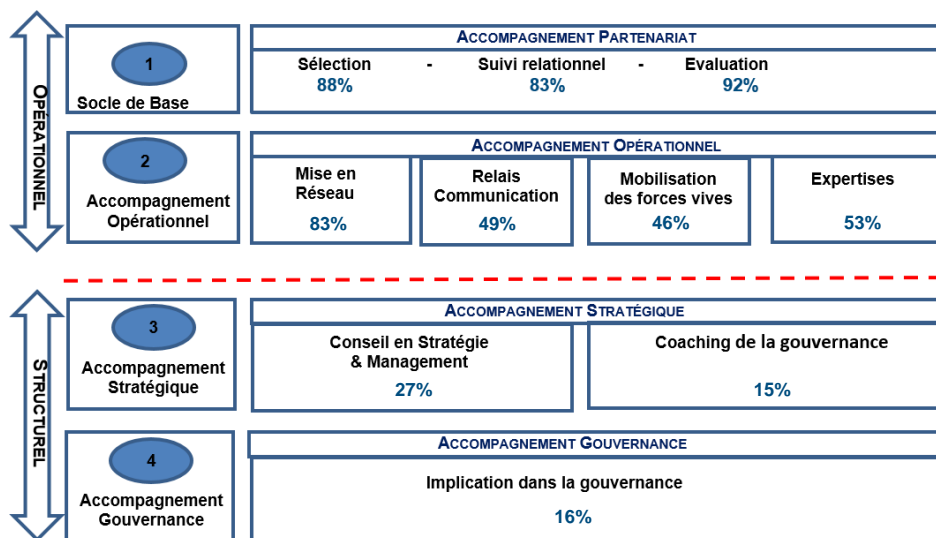 OPÉRATIONNEL
1
Socle de Base
ACCOMPAGNEMENT PARTENARIAT
Sélection - Suivi relationnel - Evaluation
88% 83% 92%
2
Accompagnement
Opérationnel
ACCOMPAGNEMENT OPÉRATIONNEL
Mise en
Réseau
83%
Relais
Communication
49%
Mobilisation
des forces vives
46%
Expertises
53%
STRUCTUREL
3
Accompagnement
Stratégique
ACCOMPAGNEMENT STRATÉGIQUE
Conseil en Stratégie
& Management
27%
Coaching de la gouvernance
15%
4
Accompagnement
Gouvernance
ACCOMPAGNEMENT GOUVERNANCE
Implication dans la gouvernance
16%